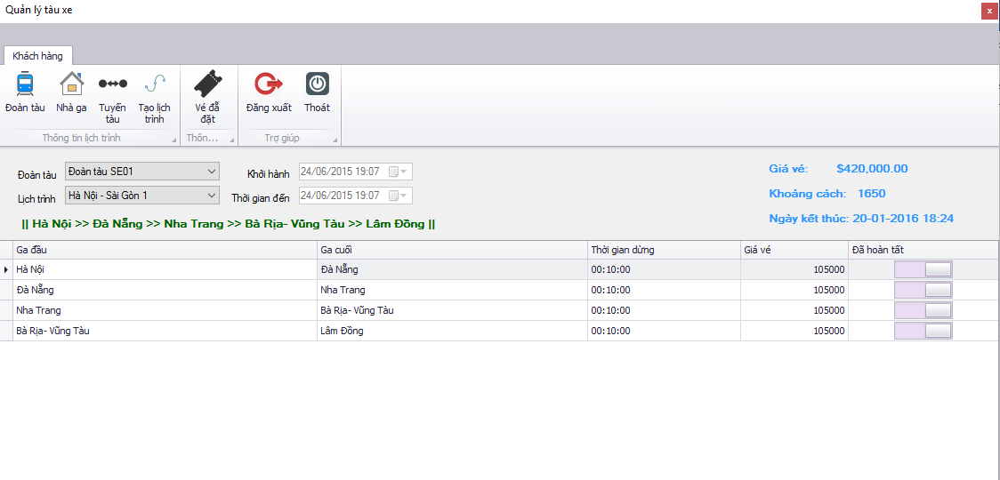 Quản lý tàu xe
x
Khách hàng
Đoàn tàu
Nhà ga
Tuyến tàu
Tạo lịch trình
Vé đã đặt
Đăng xuất
Thoát
Thông tin lịch trình
Thôn...
Trợ giúp
Đoàn tàu Đoàn tàu SE01 Khởi hành 24/06/2015 19:07 Giá vé: $420,000.00
Lịch trình Hà Nội - Sài Gòn 1 Thời gian đến 24/06/2015 19:07 Khoảng cách: 1650
Ngày kết thúc: 20-01-2016 18:24
|| Hà Nội >> Đà Nẵng >> Nha Trang >> Bà Rịa- Vũng Tàu >> Lâm Đồng ||
Ga đầu Ga cuối Thời gian dừng Giá vé Đã hoàn tất
Hà Nội Đà Nẵng 00:10:00 105000
Đà Nẵng Nha Trang 00:10:00 105000
Nha Trang Bà Rịa- Vũng Tàu 00:10:00 105000
Bà Rịa- Vũng Tàu Lâm Đồng 00:10:00 105000